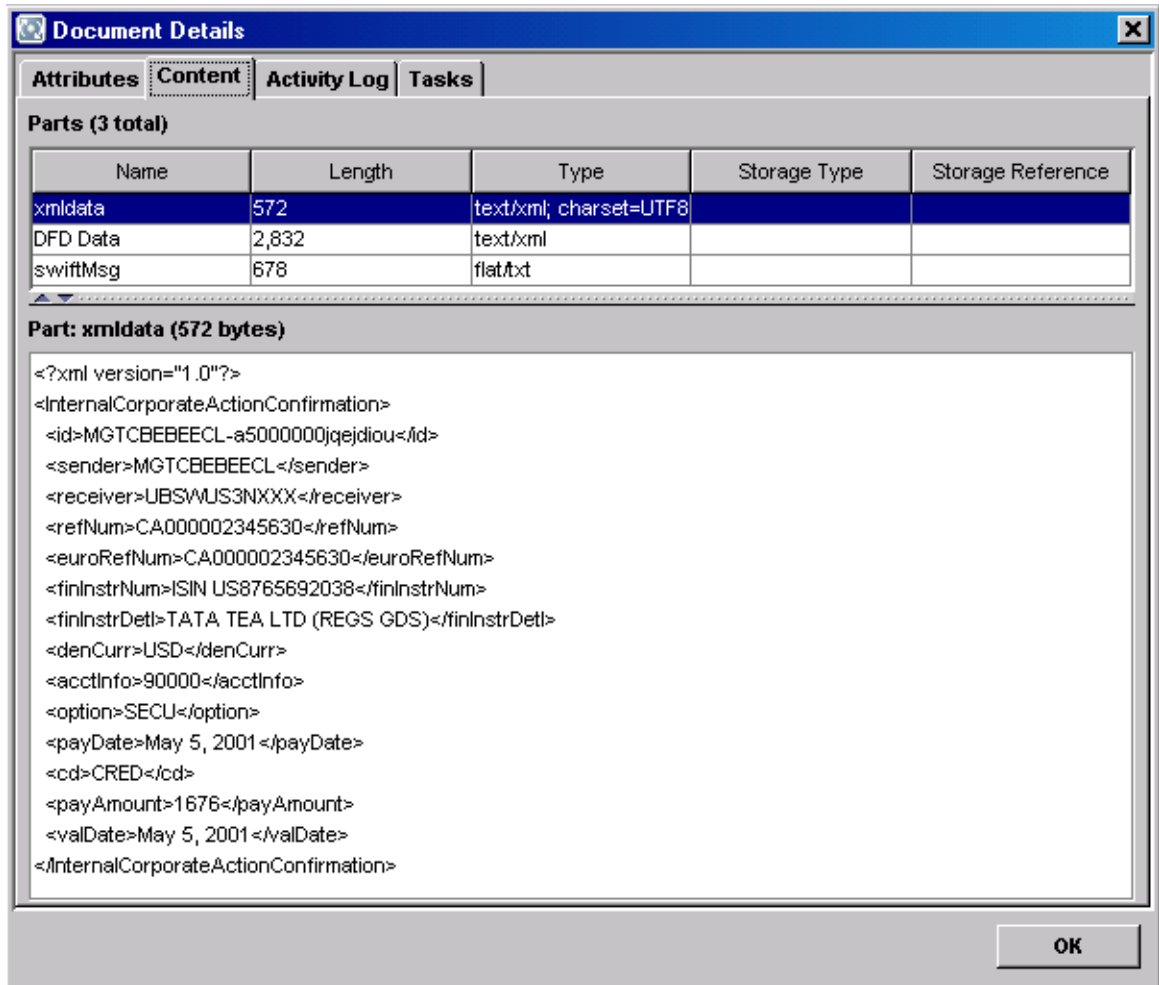 Document Details
Attributes Content Activity Log Tasks
Parts (3 total)
Name Length Type Storage Type Storage Reference
xmldata 572 text/xml; charset=UTF8
DFD Data 2,832 text/xml
swiftMsg 678 flat/txt
Part: xmldata (572 bytes)
<?xml version="1.0"?>
<InternalCorporateActionConfirmation>
<id>MGTCBEBEECL-a5000000jqejdiou</id>
<sender>MGTCBEBEECL</sender>
<receiver>UBSWUS3NXXX</receiver>
<refNum>CA000002345630</refNum>
<euroRefNum>CA000002345630</euroRefNum>
<finInstrNum>ISIN US8765692038</finInstrNum>
<finInstrDetl>TATA TEA LTD (REGS GDS)</finInstrDetl>
<denCurr>USD</denCurr>
<acctInfo>90000</acctInfo>
<option>SECU</option>
<payDate>May 5, 2001</payDate>
<cd>CRED</cd>
<payAmount>1676</payAmount>
<valDate>May 5, 2001</valDate>
</InternalCorporateActionConfirmation>
OK